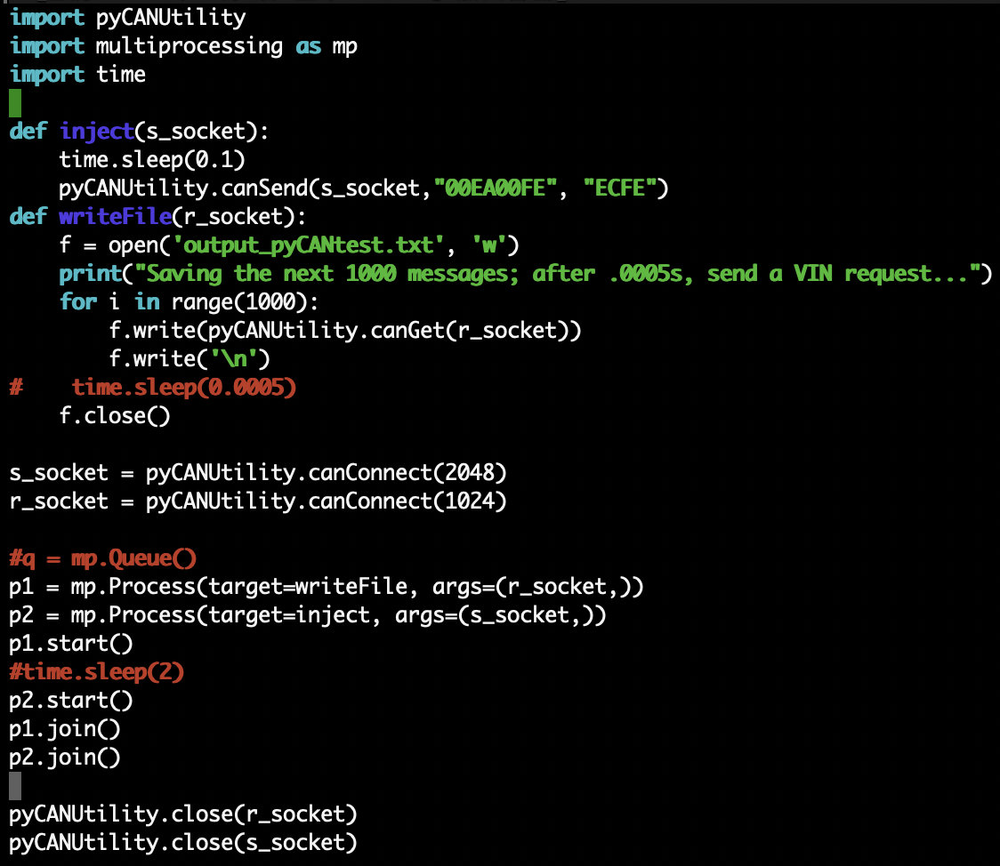 import pyCANUtility
import multiprocessing as mp
import time
def inject(s_socket):
    time.sleep(0.1)
    pyCANUtility.canSend(s_socket,"00EA00FE", "ECFE")
def writeFile(r_socket):
    f = open('output_pyCANtest.txt', 'w')
    print("Saving the next 1000 messages; after .0005s, send a VIN request...")
    for i in range(1000):
        f.write(pyCANUtility.canGet(r_socket))
        f.write('\n')
#    time.sleep(0.0005)
    f.close()
s_socket = pyCANUtility.canConnect(2048)
r_socket = pyCANUtility.canConnect(1024)
#q = mp.Queue()
p1 = mp.Process(target=writeFile, args=(r_socket,))
p2 = mp.Process(target=inject, args=(s_socket,))
p1.start()
#time.sleep(2)
p2.start()
p1.join()
p2.join()
pyCANUtility.close(r_socket)
pyCANUtility.close(s_socket)